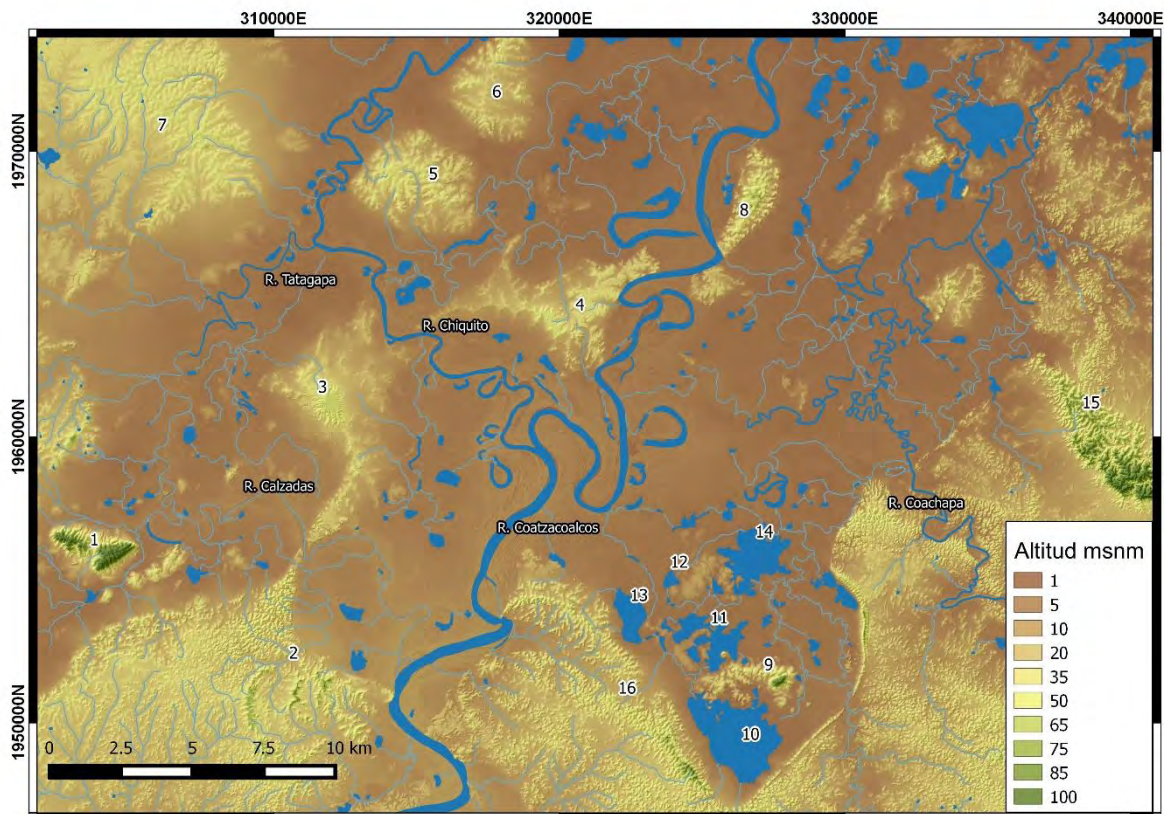 310000E 320000E 330000E 340000E
6
7
1970000N
5
8
R. Tatagapa
4
R. Chiquito
3
15
1960000N
R. Calzadas
R. Coachapa
R. Coatzacoalcos
14
1
12
13
11
2
9
16
10
1950000N
0 2.5 5 7.5 10 km
Altitud msnm
1
5
10
20
35
50
65
75
85
100